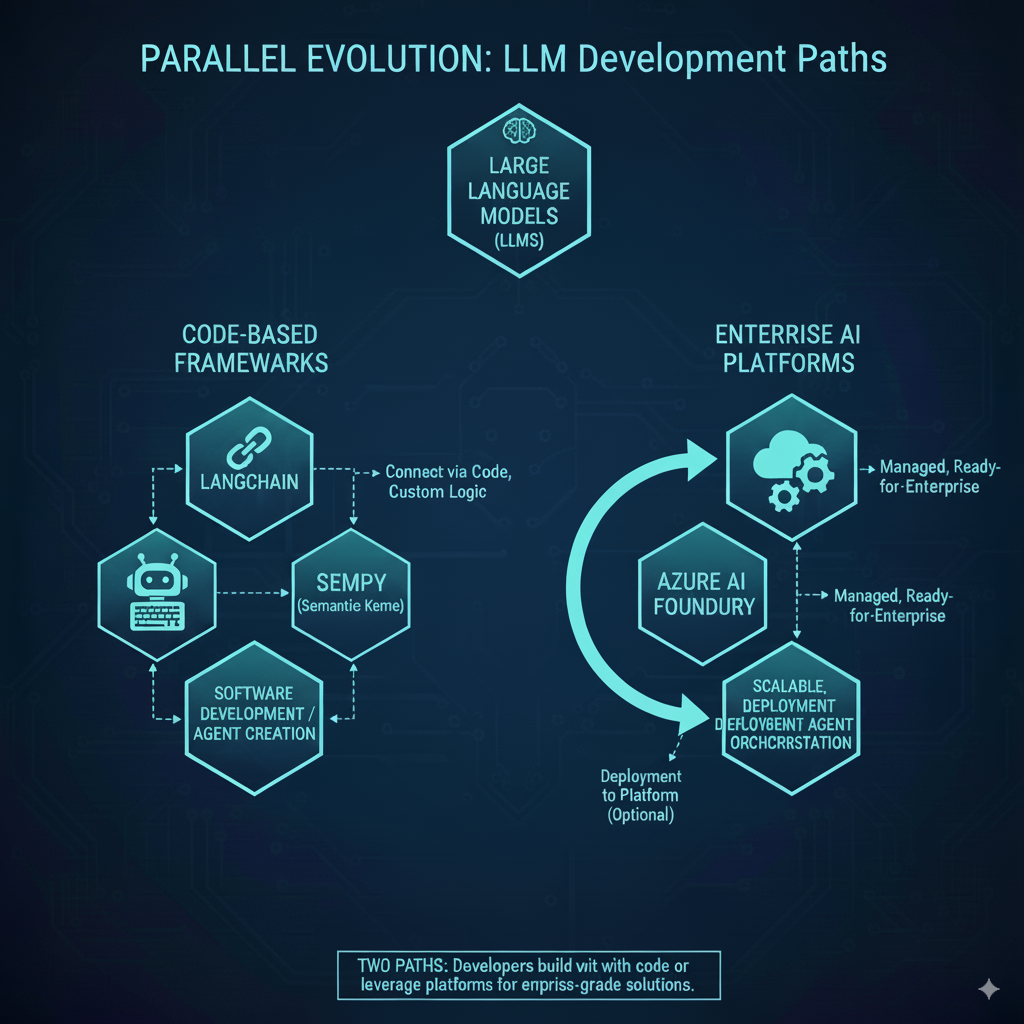 PARALLEL EVOLUTION: LLM Development Paths
LARGE
LANGUAGE
MODELS
(LLMS)
CODE-BASED
FRAMEWARKS
LANGCHAIN
Connect via Code,
Custom Logic
SEMPY
(Semantie Keme)
SOFTWARE
DEVELOPMENT /
AGENT CREATION
ENTERRISE AI
PLATFORMS
Managed, Ready-
for-Enterprise
AZURE AI
FOUNDURY
Managed, Ready-
for-Enterprise
SCALABLE,
DEPLOYMENT
AGENT
ORCHCRRSTATION
Deployment
to Platform
(Optional)
TWO PATHS: Developers build with code or
leverage platforms for enpriss-grade solutions.